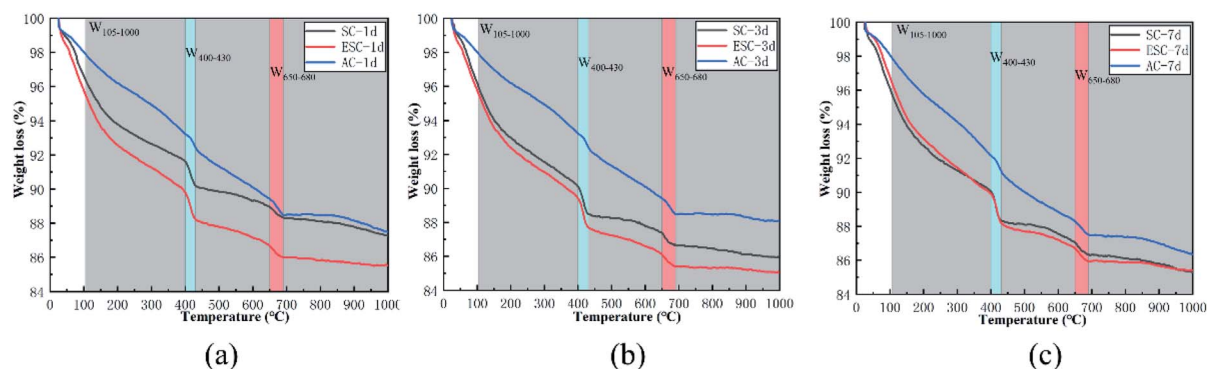 SC-1d
ESC-1d
AC-1d
W105-1000
W400-430
W650-680
100
98
96
94
92
90
88
86
84
Weight loss (%)
0 100 200 300 400 500 600 700 800 900 1000
Temperature (℃)
(a)
SC-3d
ESC-3d
AC-3d
W105-1000
W400-430
W650-680
100
98
96
94
92
90
88
86
84
Weight loss (%)
0 100 200 300 400 500 600 700 800 900 1000
Temperature (℃)
(b)
SC-7d
ESC-7d
AC-7d
W105-1000
W400-430
W650-680
100
98
96
94
92
90
88
86
84
Weight loss (%)
0 100 200 300 400 500 600 700 800 900 1000
Temperature (℃)
(c)